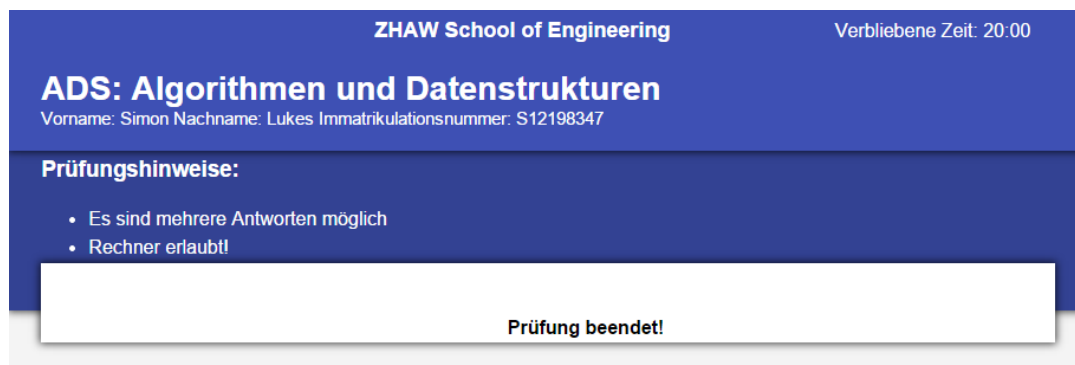 ZHAW School of Engineering
Verbliebene Zeit: 20:00
ADS: Algorithmen und Datenstrukturen
Vorname: Simon Nachname: Lukes Immatrikulationsnummer: S12198347
Prüfungshinweise:
• Es sind mehrere Antworten möglich
• Rechner erlaubt!
Prüfung beendet!